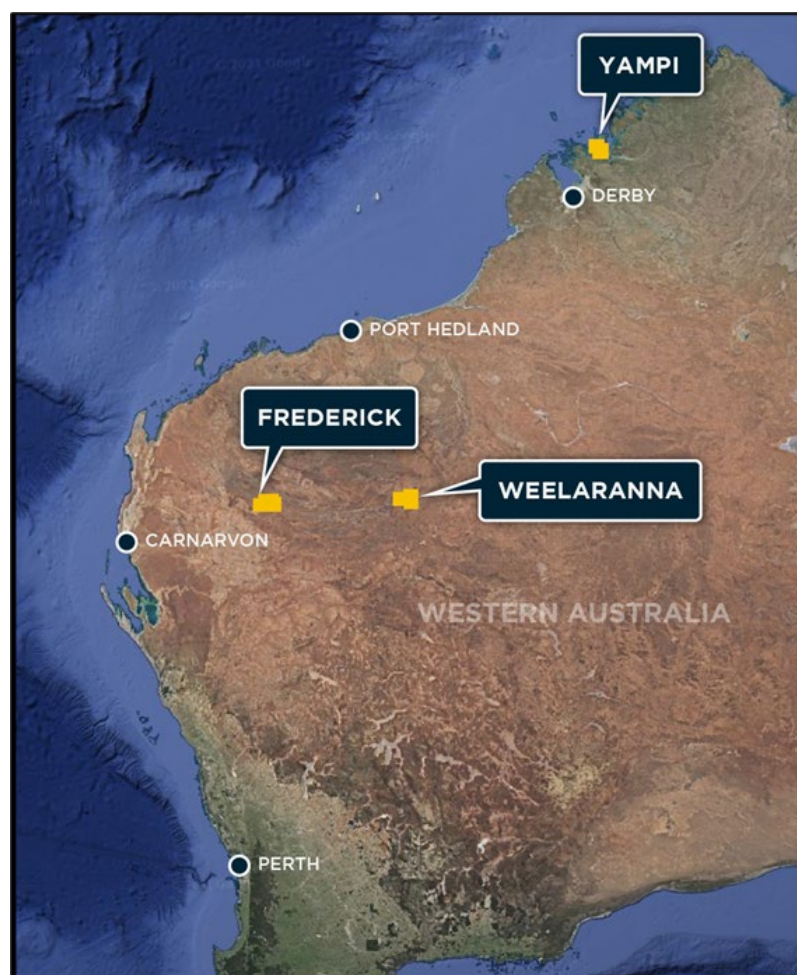 YAMPI
DERBY
PORT HEDLAND
FREDERICK
WEELARANNA
CARNARVON
WESTERN AUSTRALIA
PERTH